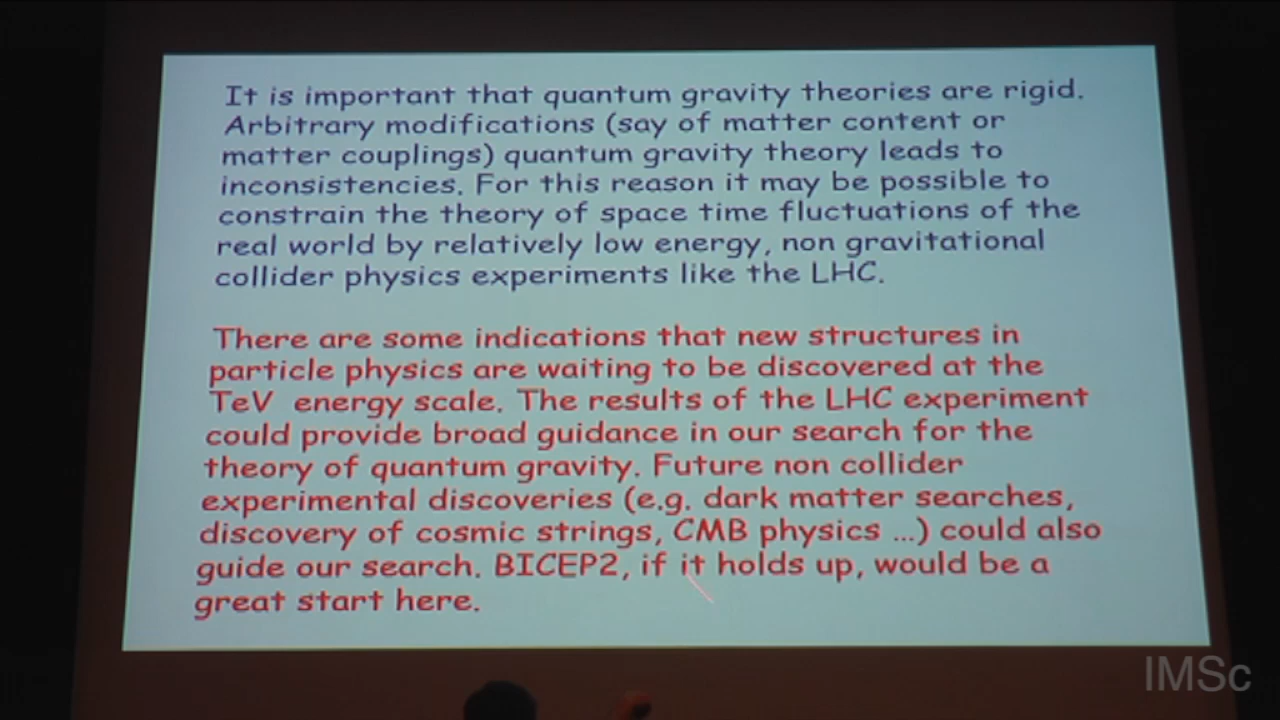 It is important that quantum gravity theories are rigid.
Arbitrary modifications (say of matter content or
matter couplings) quantum gravity theory leads to
inconsistencies. For this reason it may be possible to
constrain the theory of space time fluctuations of the
real world by relatively low energy, non gravitational
collider physics experiments like the LHC.
There are some indications that new structures in
particle physics are waiting to be discovered at the
TeV energy scale. The results of the LHC experiment
could provide broad guidance in our search for the
theory of quantum gravity. Future non collider
experimental discoveries (e.g. dark matter searches,
discovery of cosmic strings, CMB physics ...) could also
guide our search. BICEP2, if it holds up, would be a
great start here.
IMSc